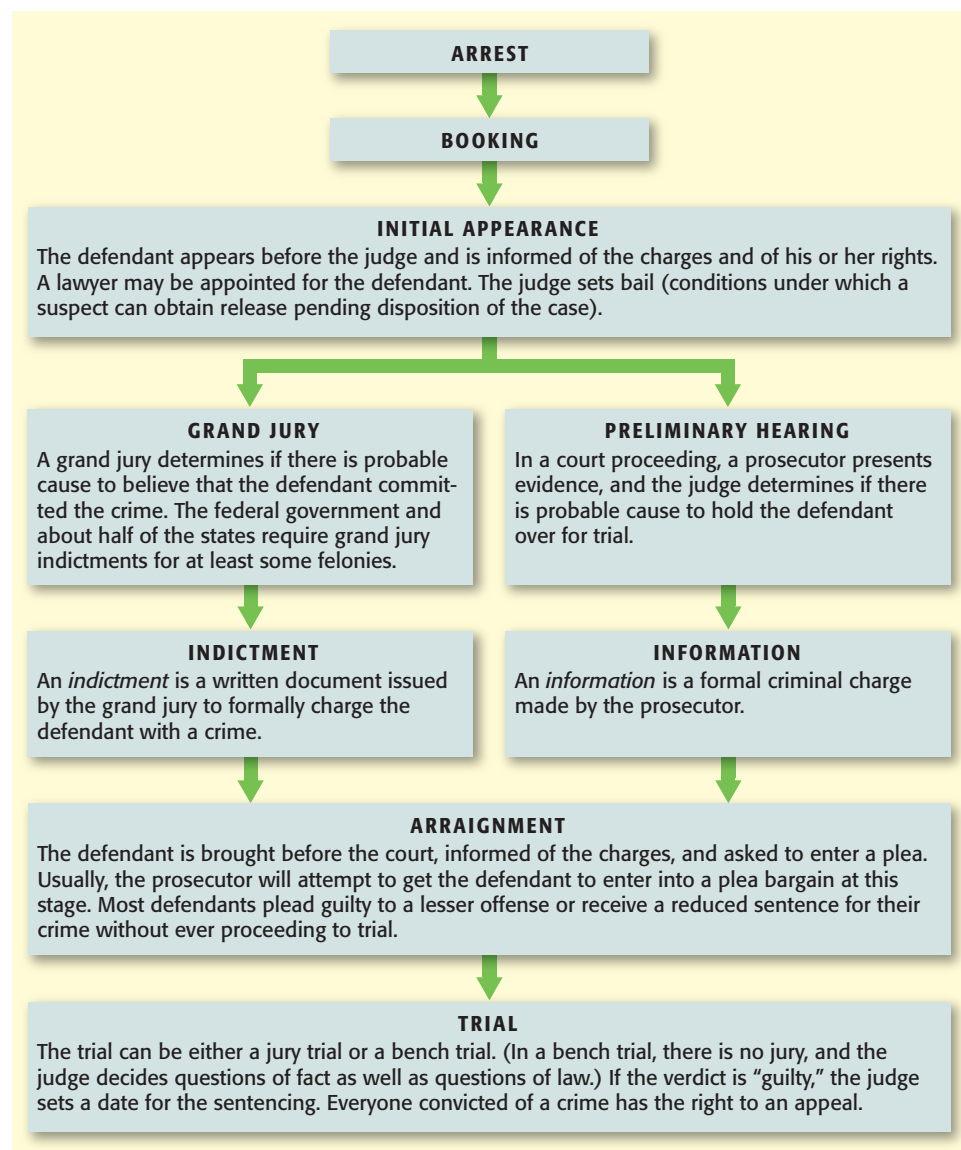 ARREST
BOOKING
INITIAL APPEARANCE
The defendant appears before the judge and is informed of the charges and of his or her rights.
A lawyer may be appointed for the defendant. The judge sets bail (conditions under which a
suspect can obtain release pending disposition of the case).
GRAND JURY
A grand jury determines if there is probable
cause to believe that the defendant commit-
ted the crime. The federal government and
about half of the states require grand jury
indictments for at least some felonies.
PRELIMINARY HEARING
In a court proceeding, a prosecutor presents
evidence, and the judge determines if there
is probable cause to hold the defendant
over for trial.
INDICTMENT
An indictment is a written document issued
by the grand jury to formally charge the
defendant with a crime.
INFORMATION
An information is a formal criminal charge
made by the prosecutor.
ARRAIGNMENT
The defendant is brought before the court, informed of the charges, and asked to enter a plea.
Usually, the prosecutor will attempt to get the defendant to enter into a plea bargain at this
stage. Most defendants plead guilty to a lesser offense or receive a reduced sentence for their
crime without ever proceeding to trial.
TRIAL
The trial can be either a jury trial or a bench trial. (In a bench trial, there is no jury, and the
judge decides questions of fact as well as questions of law.) If the verdict is “guilty,” the judge
sets a date for the sentencing. Everyone convicted of a crime has the right to an appeal.